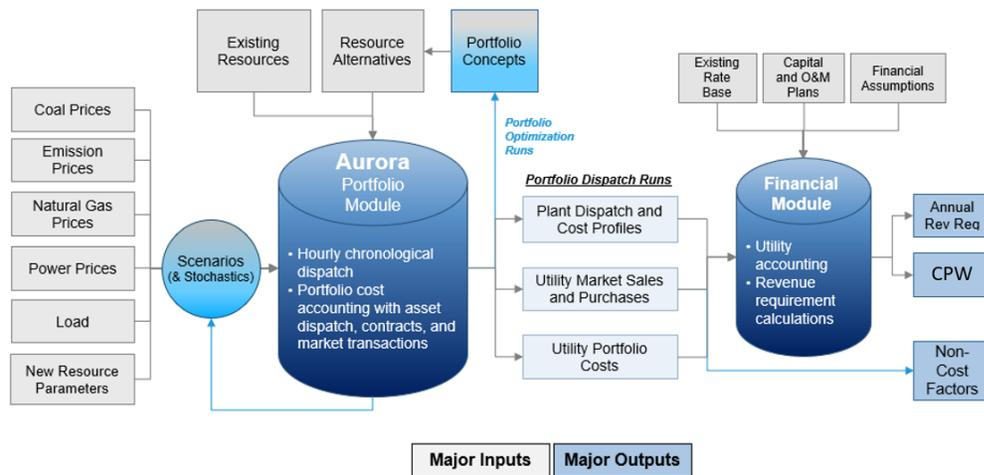 Existing
Resources
Resource
Alternatives
Portfolio
Concepts
Existing
Rate
Base
Capital
and O&M
Plans
Financial
Assumptions
Coal Prices
Emission
Prices
Natural Gas
Prices
Power Prices
Load
New Resource
Parameters
Scenarios
(& Stochastics)
Aurora
Portfolio
Module
• Hourly chronological
dispatch
• Portfolio cost
accounting with asset
dispatch, contracts, and
market transactions
Portfolio
Optimization
Runs
Portfolio Dispatch Runs
Plant Dispatch and
Cost Profiles
Utility Market Sales
and Purchases
Utility Portfolio
Costs
Financial
Module
• Utility
accounting
• Revenue
requirement
calculations
Annual
Rev Req
CPW
Non-
Cost
Factors
Major Inputs
Major Outputs